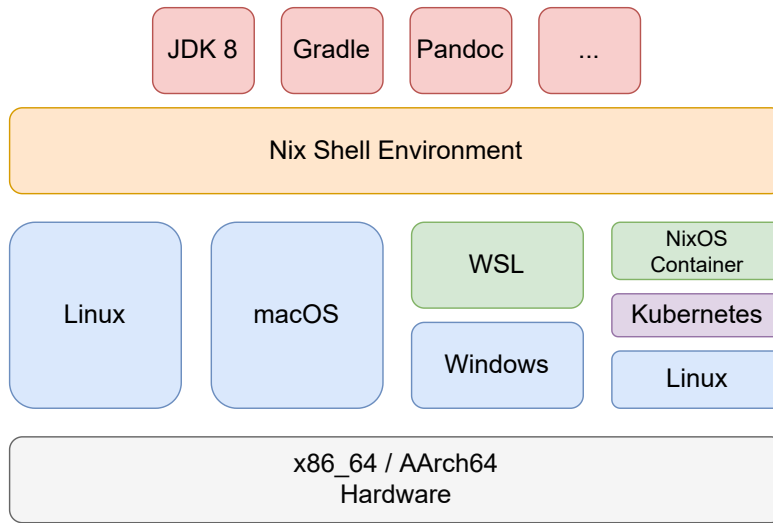 JDK 8
Gradle
Pandoc
...
Nix Shell Environment
Linux
macOS
WSL
Windows
NixOS
Container
Kubernetes
Linux
x86_64 / AArch64
Hardware